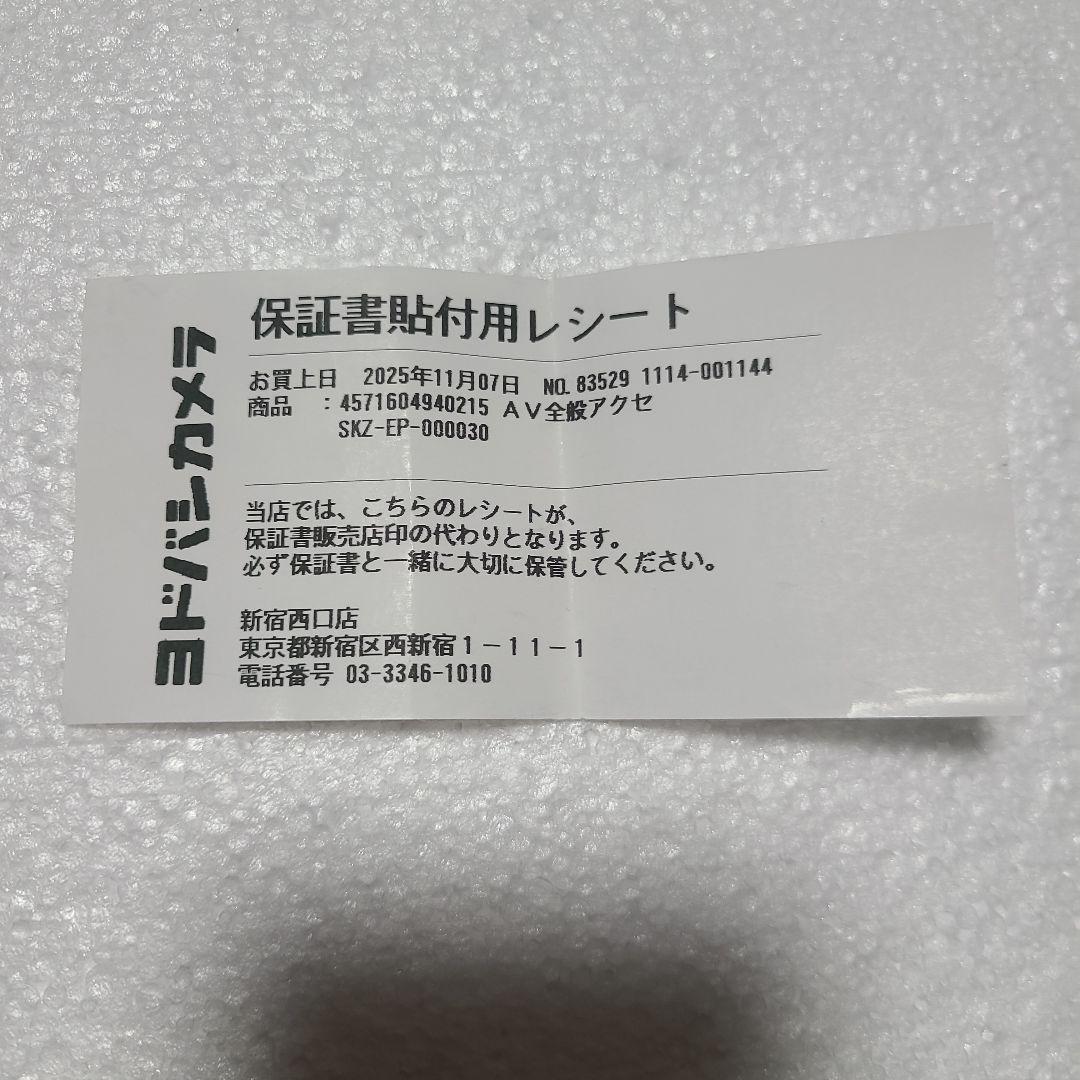 ヨドバシカメラ
保証書貼付用レシート
お買上日 2025年11月07日 NO. 83529 1114-001144
商品 : 4571604940215 AV全般アクセ
SKZ-EP-000030
当店では、こちらのレシートが、
保証書販売店印の代わりとなります。
必ず保証書と一緒に大切に保管してください。
新宿西口店
東京都新宿区西新宿1-11-1
電話番号 03-3346-1010